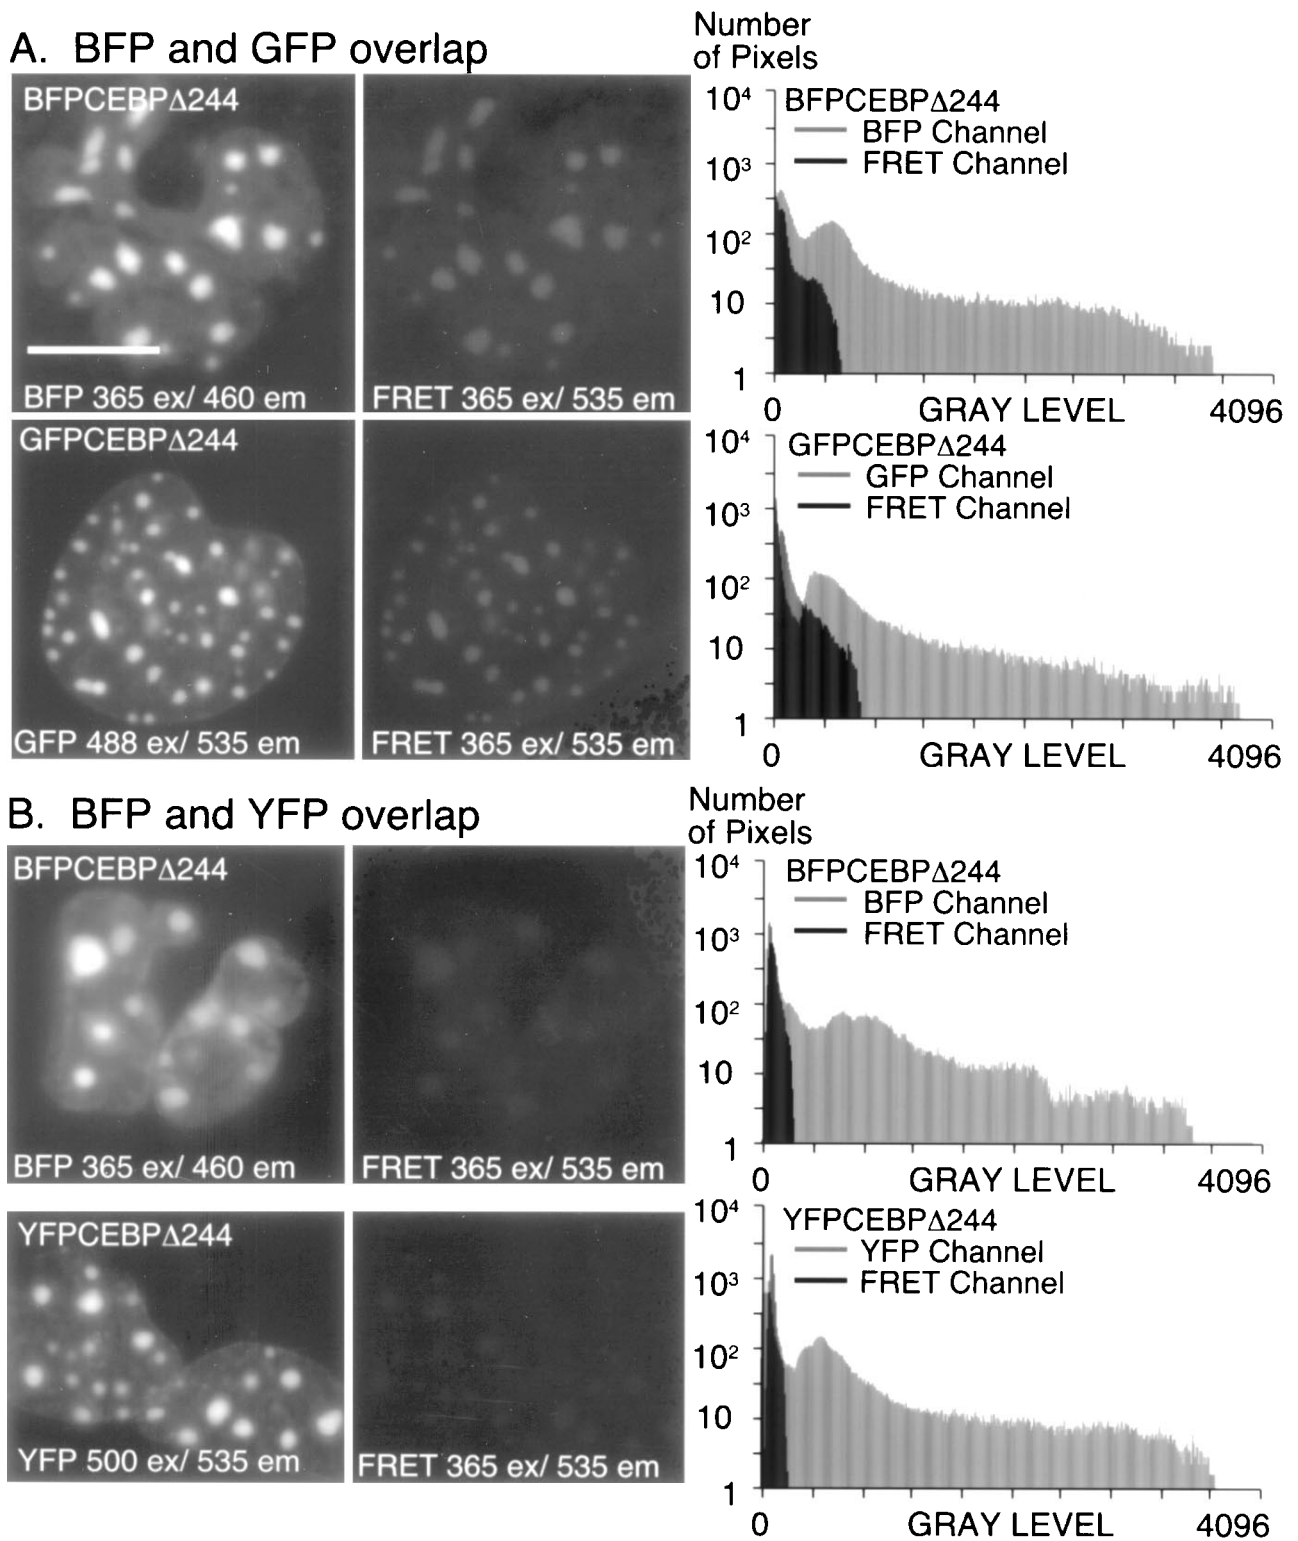 A. BFP and GFP overlap
BFPCEBPΔ244
BFP 365 ex/ 460 em
FRET 365 ex/ 535 em
Number
of Pixels
BFPCEBPΔ244
BFP Channel
FRET Channel
10⁴
10³
10²
10
1
0 GRAY LEVEL 4096
GFPCEBPΔ244
GFP 488 ex/ 535 em
FRET 365 ex/ 535 em
GFPCEBPΔ244
GFP Channel
FRET Channel
10⁴
10³
10²
10
1
0 GRAY LEVEL 4096
B. BFP and YFP overlap
BFPCEBPΔ244
BFP 365 ex/ 460 em
FRET 365 ex/ 535 em
Number
of Pixels
BFPCEBPΔ244
BFP Channel
FRET Channel
10⁴
10³
10²
10
1
0 GRAY LEVEL 4096
YFPCEBPΔ244
YFP 500 ex/ 535 em
FRET 365 ex/ 535 em
YFPCEBPΔ244
YFP Channel
FRET Channel
10⁴
10³
10²
10
1
0 GRAY LEVEL 4096